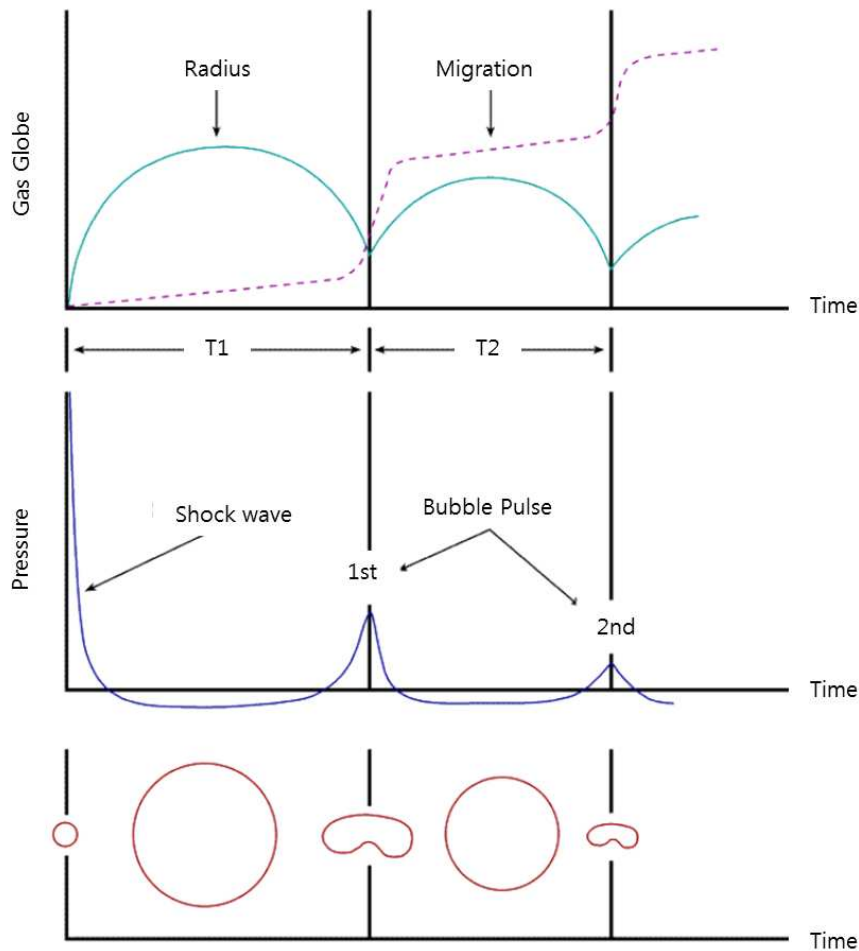 Radius
Migration
Gas Globe
Time
T1
T2
Shock wave
Bubble Pulse
Pressure
1st
2nd
Time
Time